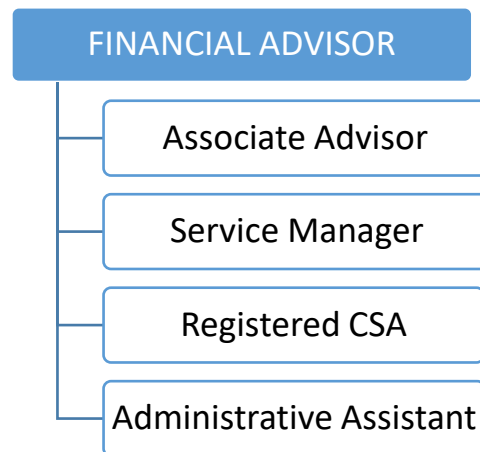 FINANCIAL ADVISOR
Associate Advisor
Service Manager
Registered CSA
Administrative Assistant